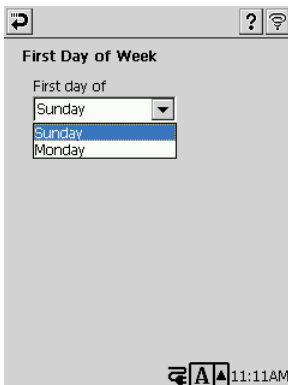 ?
First Day of Week
First day of
Sunday
Sunday
Monday
A 11:11AM